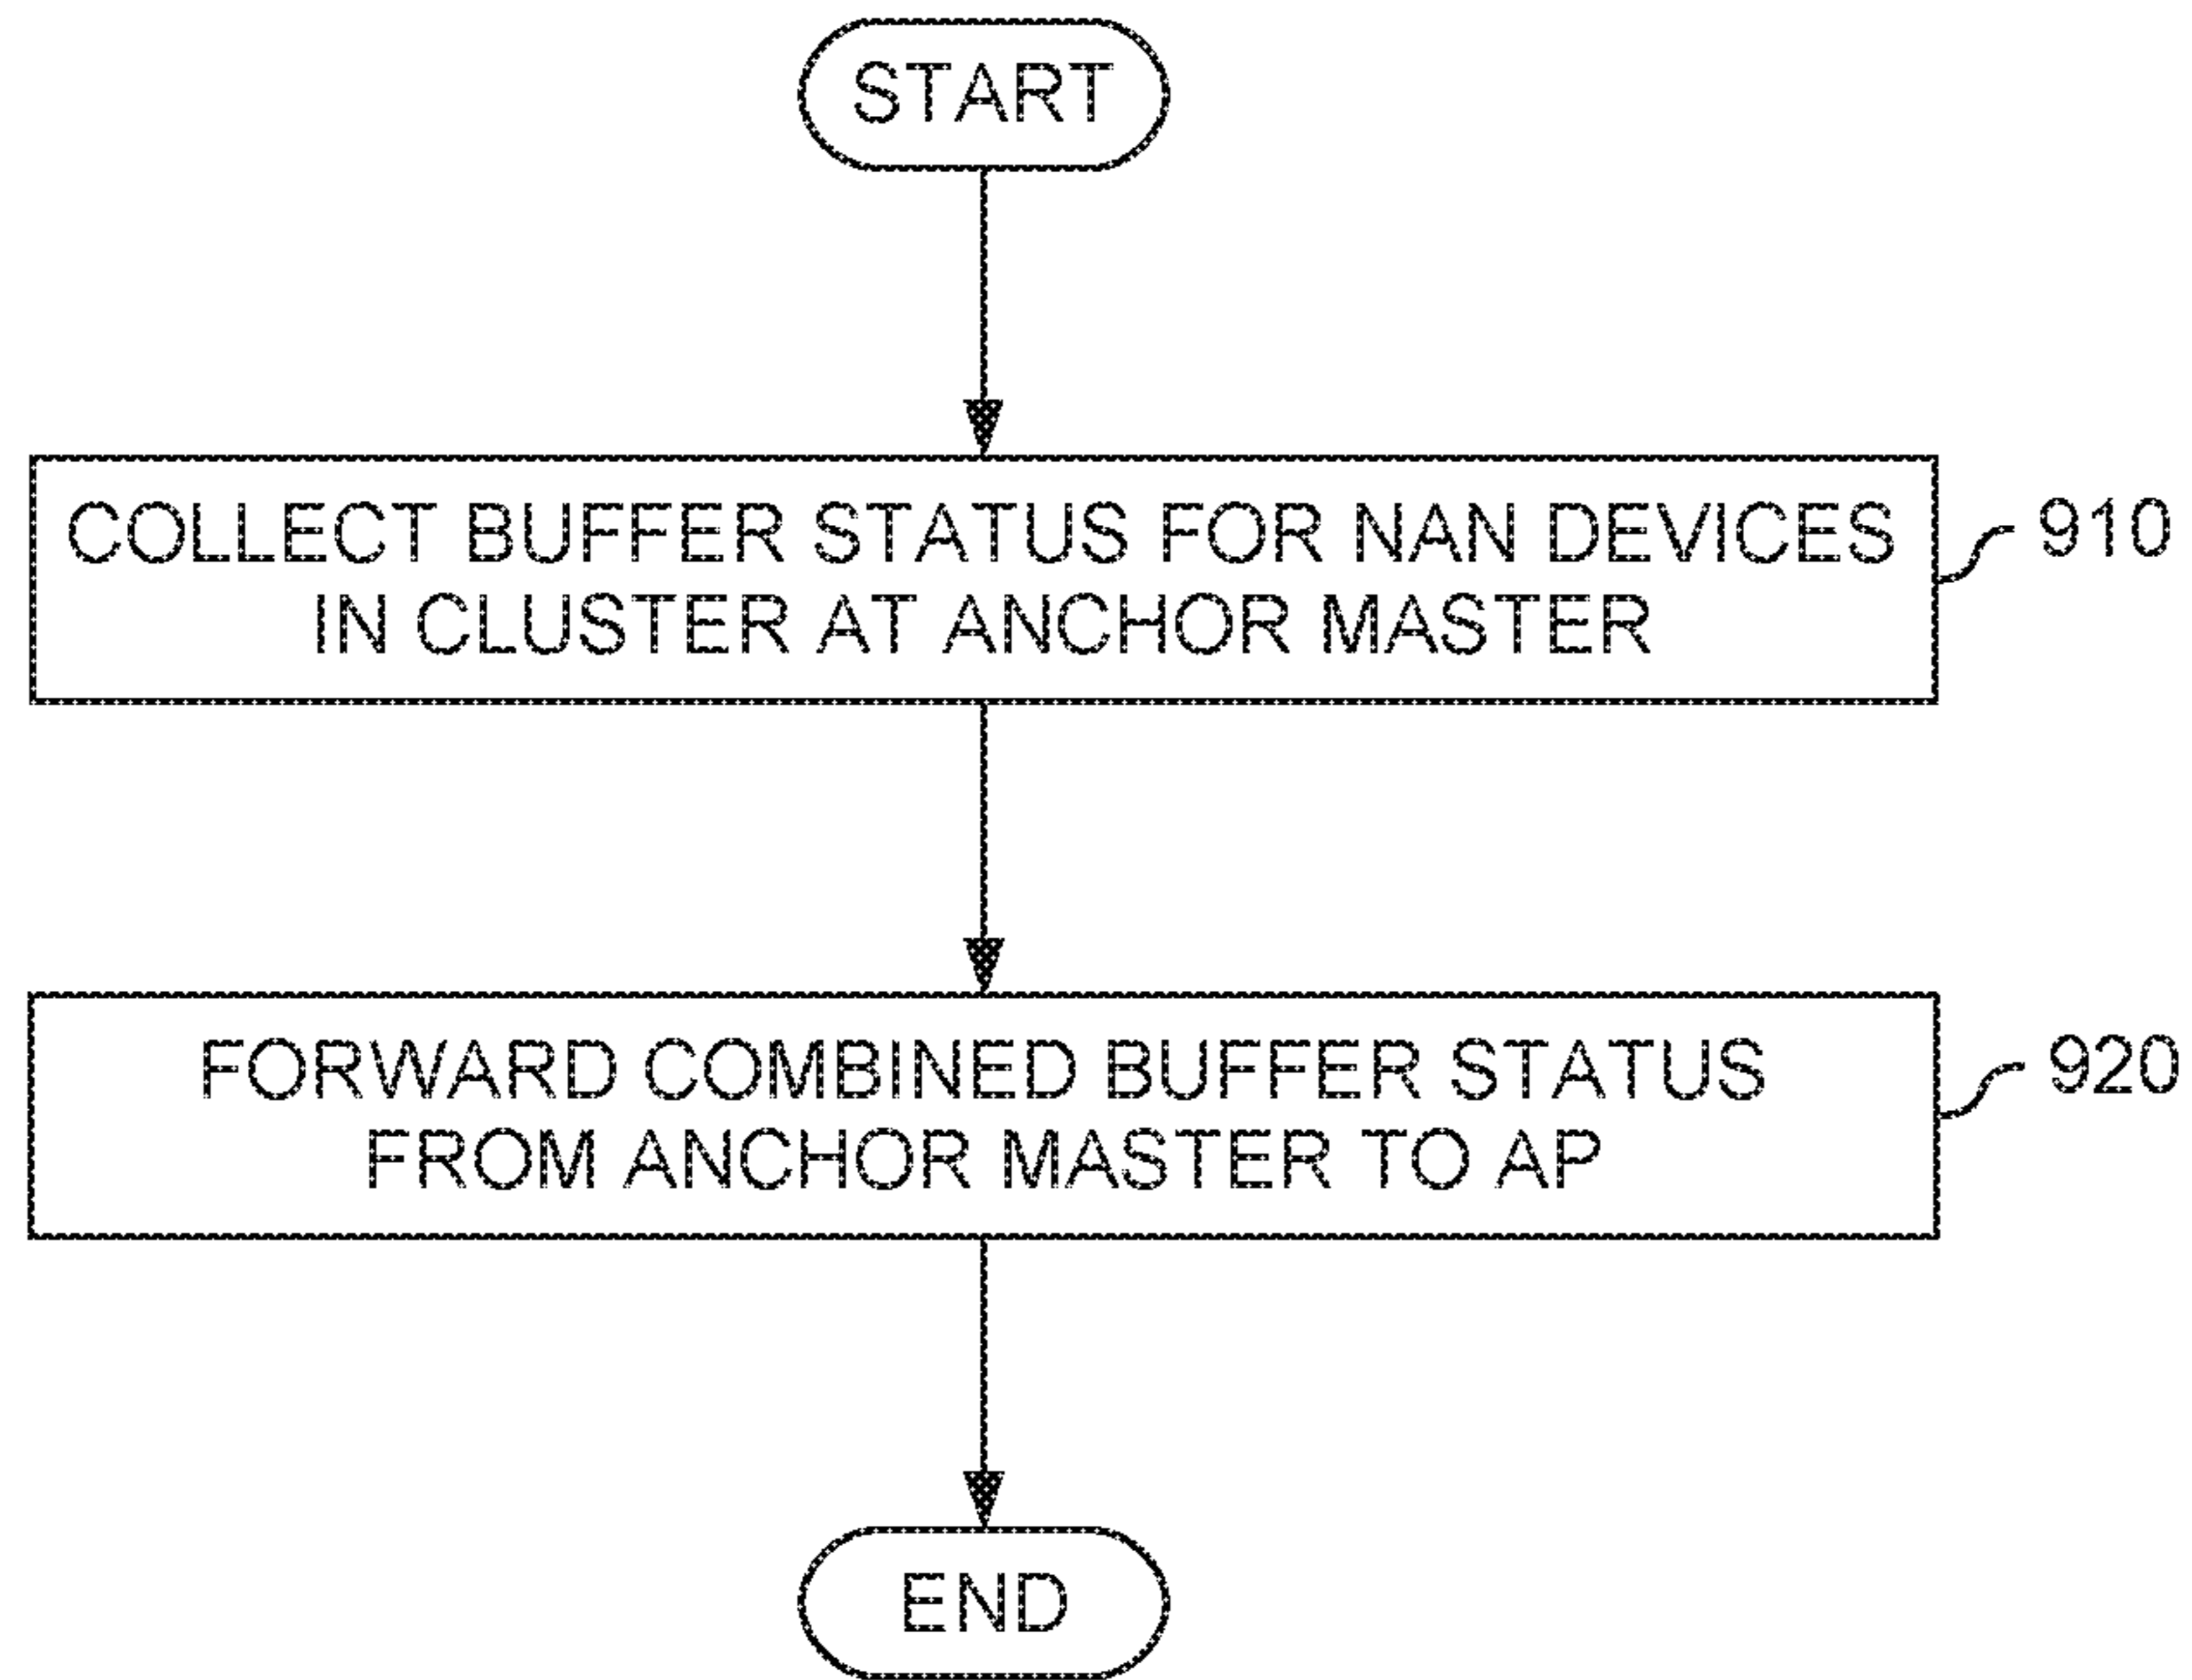 START
COLLECT BUFFER STATUS FOR NAN DEVICES
IN CLUSTER AT ANCHOR MASTER
910
FORWARD COMBINED BUFFER STATUS
FROM ANCHOR MASTER TO AP
920
END